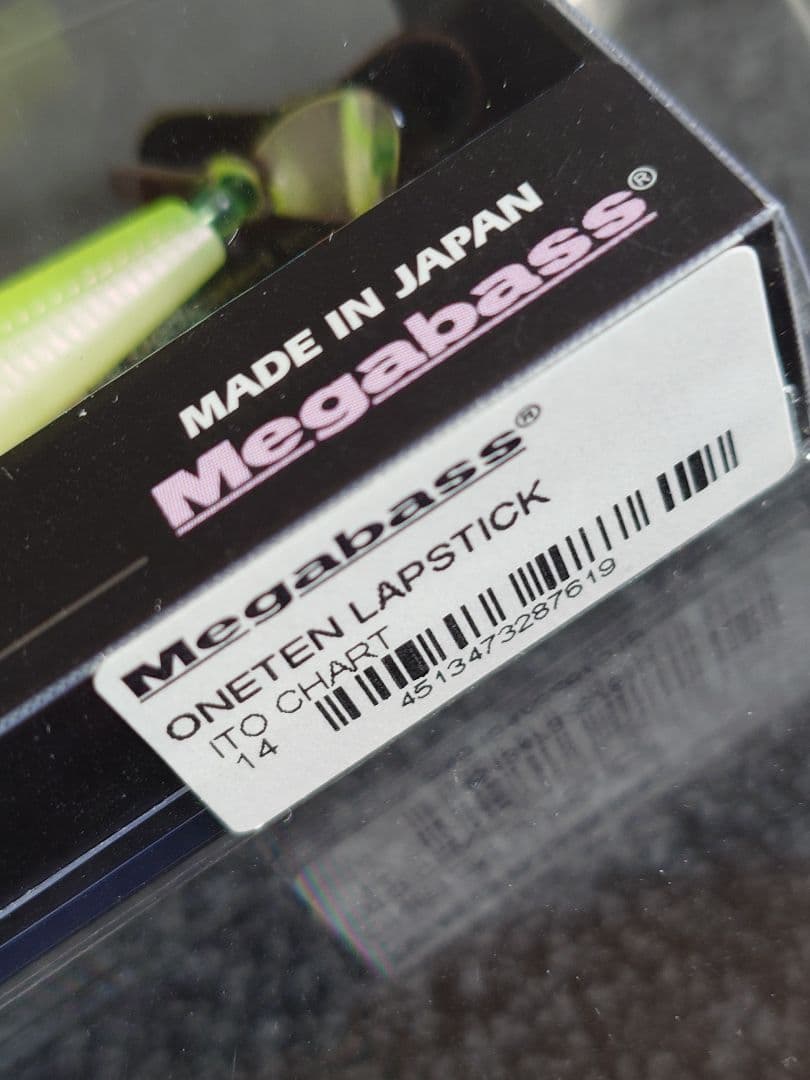 MADE IN JAPAN
Megabass®
Megabass®
ONETEN LAPSTICK
ITO CHART
14
4513473287619